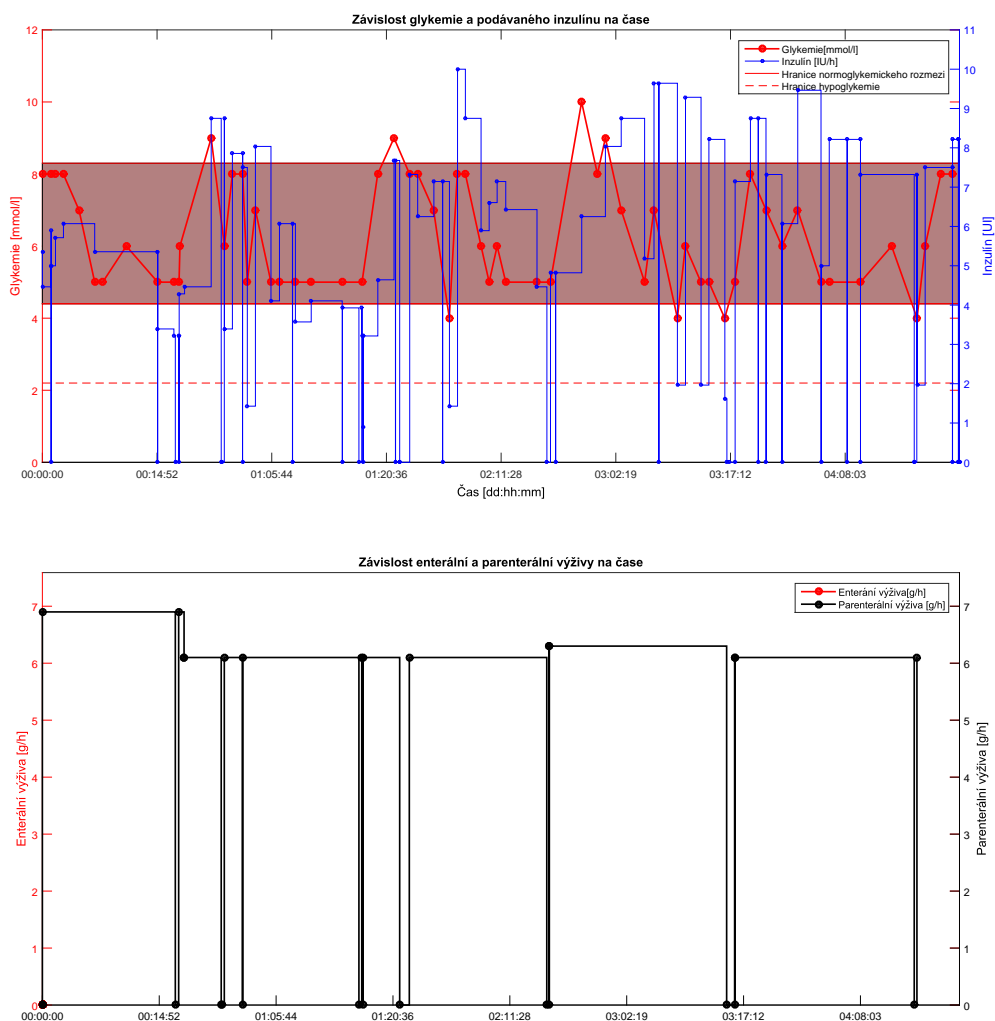 Závislost glykemie a podávaného inzulínu na čase
12
10
8
6
4
2
0
Glykemie [mmol/l]
11
10
9
8
7
6
5
4
3
2
1
0
Inzulín [UI]
Glykemie[mmol/l]
Inzulín [IU/h]
Hranice normoglykemickeho rozmezi
Hranice hypoglykemie
00:00:00 00:14:52 01:05:44 01:20:36 02:11:28 03:02:19 03:17:12 04:08:03
Čas [dd:hh:mm]
Závislost enterální a parenterální výživy na čase
7
6
5
4
3
2
1
0
Enterální výživa [g/h]
7
6
5
4
3
2
1
0
Parenterální výživa [g/h]
Enterání výživa[g/h]
Parenterální výživa [g/h]
00:00:00 00:14:52 01:05:44 01:20:36 02:11:28 03:02:19 03:17:12 04:08:03